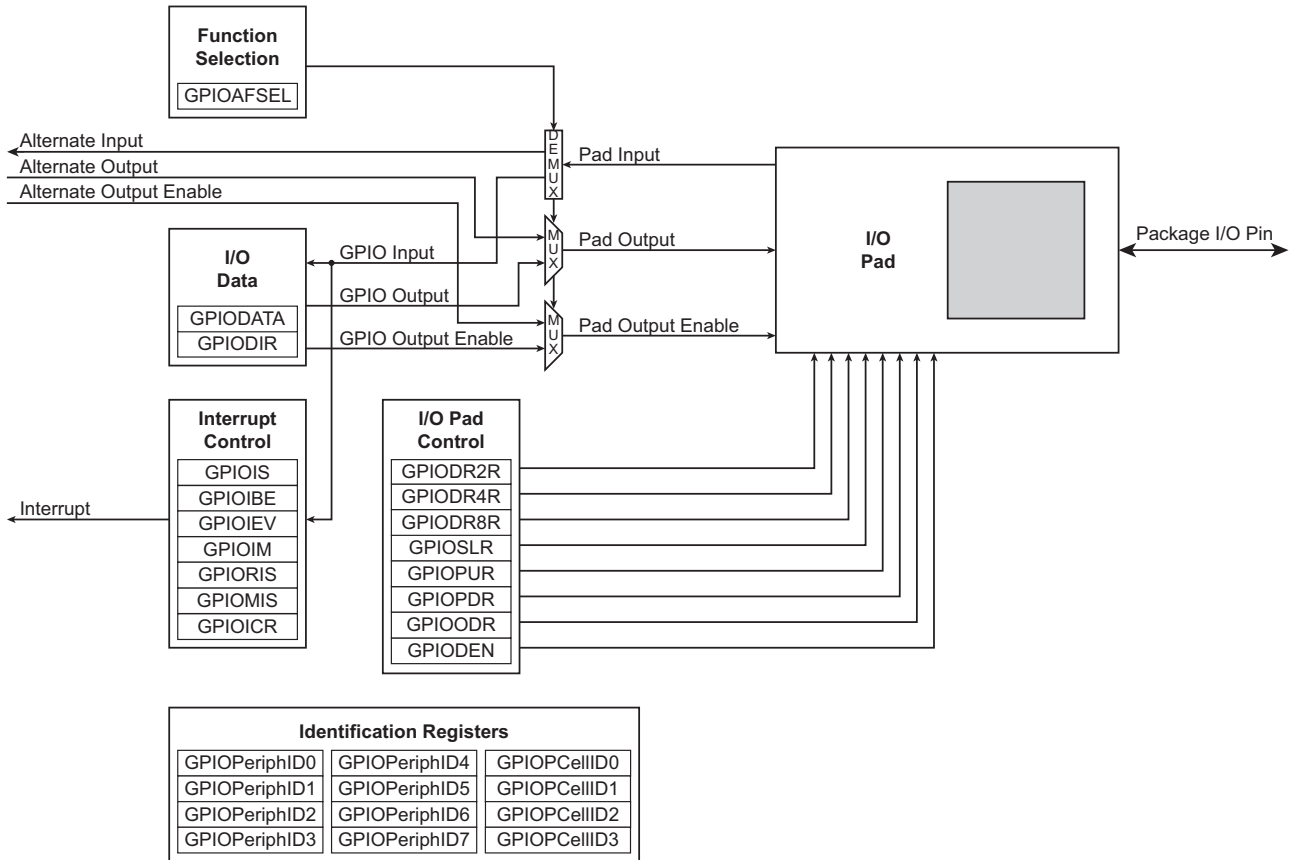 Function
Selection
GPIOAFSEL
Alternate Input
Alternate Output
Alternate Output Enable
DEMUX
Pad Input
MUX
Pad Output
MUX
Pad Output Enable
I/O
Pad
Package I/O Pin
I/O
Data
GPIODATA
GPIODIR
GPIO Input
GPIO Output
GPIO Output Enable
Interrupt
Control
GPIOIS
GPIOIBE
GPIOIEV
GPIOIM
GPIORIS
GPIOMIS
GPIOICR
Interrupt
I/O Pad
Control
GPIODR2R
GPIODR4R
GPIODR8R
GPIOSLR
GPIOPUR
GPIOPDR
GPIOODR
GPIODEN
Identification Registers
GPIOPeriphID0 GPIOPeriphID4 GPIOPCellID0
GPIOPeriphID1 GPIOPeriphID5 GPIOPCellID1
GPIOPeriphID2 GPIOPeriphID6 GPIOPCellID2
GPIOPeriphID3 GPIOPeriphID7 GPIOPCellID3